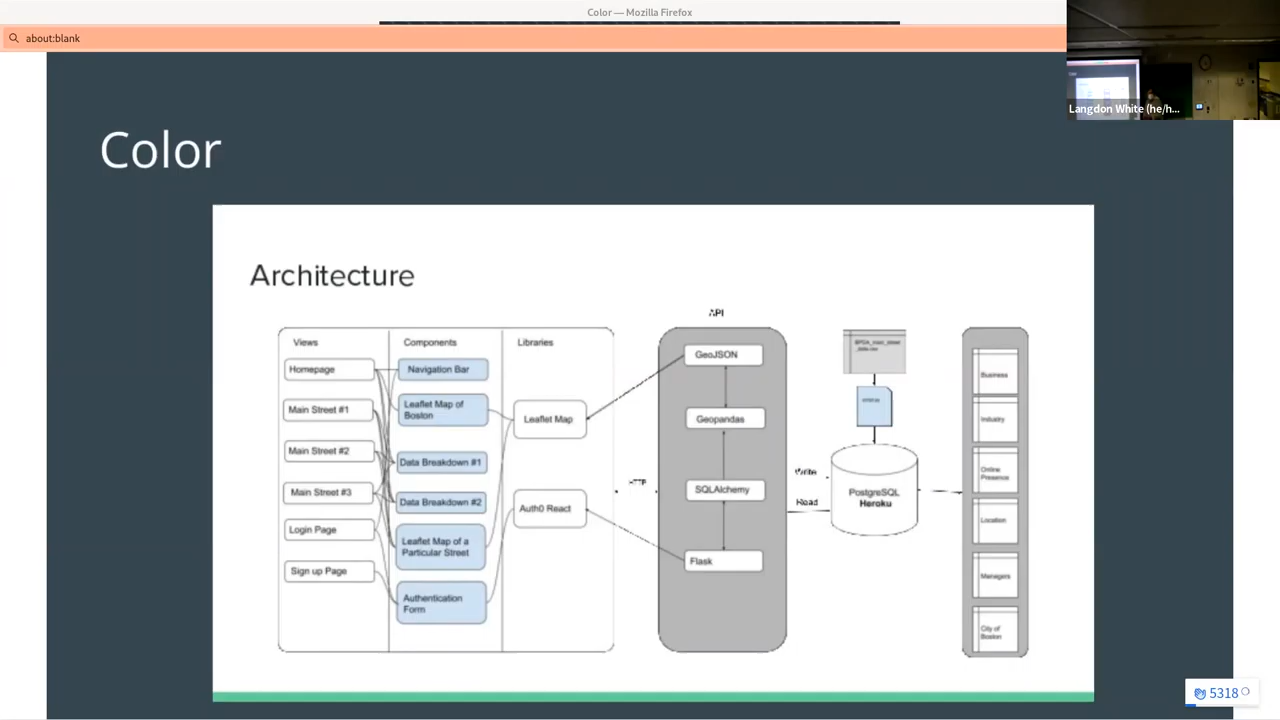 Color — Mozilla Firefox
about:blank
Langdon White (he/h...
Color
Architecture
API
Views
Components
Libraries
Homepage
Main Street #1
Main Street #2
Main Street #3
Login Page
Sign up Page
Navigation Bar
Leaflet Map of
Boston
Data Breakdown #1
Data Breakdown #2
Leaflet Map of a
Particular Street
Authentication
Form
Leaflet Map
Auth0 React
HTTP
GeoJSON
Geopandas
SQLAlchemy
Flask
Write
Read
PostgreSQL
Heroku
Business
Industry
Online
Presence
Location
Managers
City of
Boston
5318